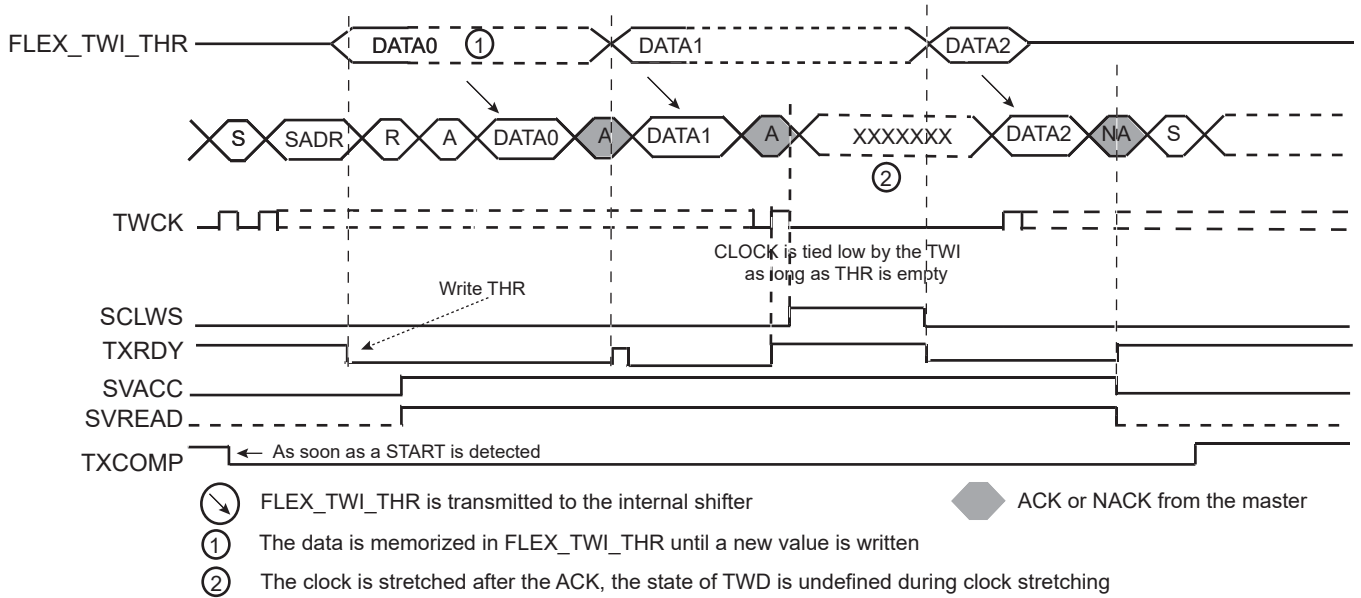 FLEX_TWI_THR DATA0 1 DATA1 DATA2
S SADR R A DATA0 A DATA1 A XXXXXXX DATA2 NA S
2
TWCK
CLOCK is tied low by the TWI
as long as THR is empty
Write THR
SCLWS
TXRDY
SVACC
SVREAD
TXCOMP As soon as a START is detected
FLEX_TWI_THR is transmitted to the internal shifter ACK or NACK from the master
1 The data is memorized in FLEX_TWI_THR until a new value is written
2 The clock is stretched after the ACK, the state of TWD is undefined during clock stretching